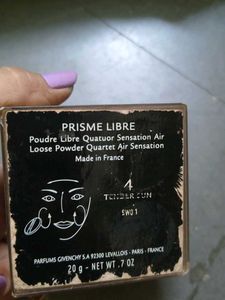 PRISME LIBRE
Poudre Libre Quatuor Sensation Air
Loose Powder Quartet Air Sensation
Made in France
4
TENDER SUN
5W01
PARFUMS GIVENCHY S.A 92300 LEVALLOIS - PARIS - FRANCE
20 g - NET WT .7 OZ